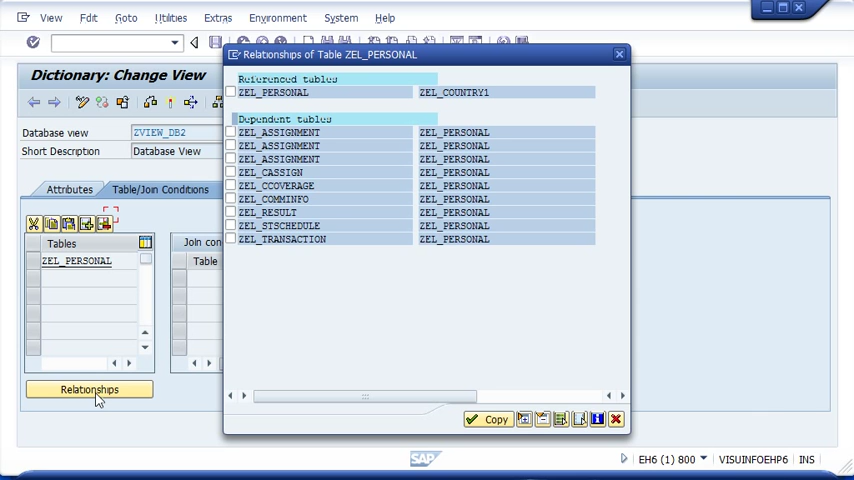 View Edit Goto Utilities Extras Environment System Help
Relationships of Table ZEL_PERSONAL
Dictionary: Change View
Referenced tables
ZEL_PERSONAL ZEL_COUNTRY1
Dependent tables
ZEL_ASSIGNMENT ZEL_PERSONAL
ZEL_ASSIGNMENT ZEL_PERSONAL
ZEL_ASSIGNMENT ZEL_PERSONAL
ZEL_CASSIGN ZEL_PERSONAL
ZEL_CCOVERAGE ZEL_PERSONAL
ZEL_COMMINFO ZEL_PERSONAL
ZEL_RESULT ZEL_PERSONAL
ZEL_STSCHEDULE ZEL_PERSONAL
ZEL_TRANSACTION ZEL_PERSONAL
Database view ZVIEW_DB2
Short Description Database View
Attributes Table/Join Conditions
Tables Join con
ZEL_PERSONAL Table
Relationships
Copy
SAP EH6 (1) 800 VISUINFOEHP6 INS